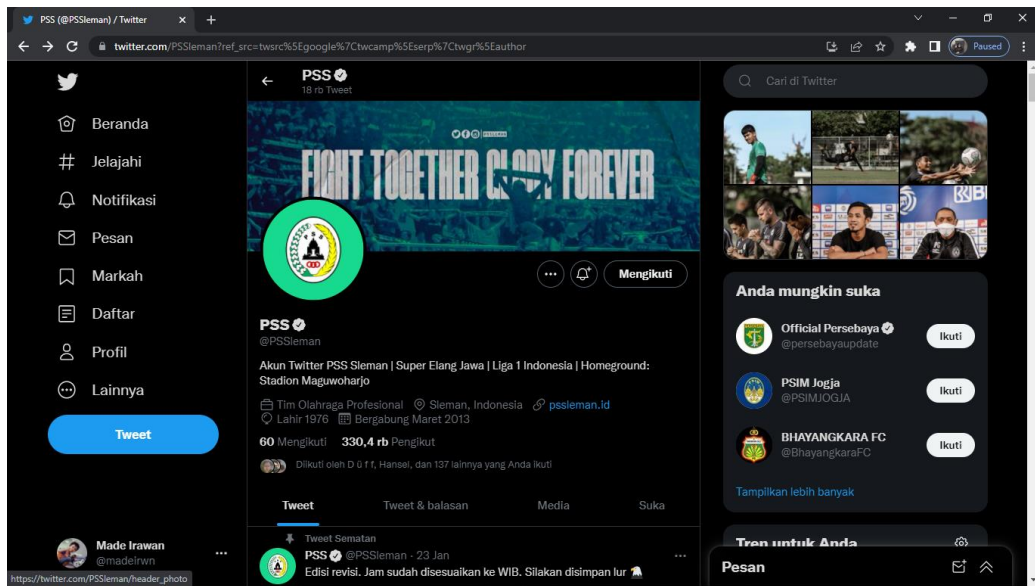 PSS (@PSSleman) / Twitter
twitter.com/PSSleman?ref_src=twsrc%5Egoogle%7Ctwcamp%5Eserp%7Ctwgr%5Eauthor
Paused
PSS
18 rb Tweet
Cari di Twitter
Beranda
Jelajahi
Notifikasi
Pesan
Markah
Daftar
Profil
Lainnya
Tweet
Made Irawan
@madeirwn
https://twitter.com/PSSleman/header_photo
FIGHT TOGETHER GLORY FOREVER
PSS
Mengikuti
PSS
@PSSleman
Akun Twitter PSS Sleman | Super Elang Jawa | Liga 1 Indonesia | Homeground:
Stadion Maguwoharjo
Tim Olahraga Profesional Sleman, Indonesia pssleman.id
Lahir 1976 Bergabung Maret 2013
60 Mengikuti 330,4 rb Pengikut
Diikuti oleh D ü f f, Hansel, dan 137 lainnya yang Anda ikuti
Tweet Tweet & balasan Media Suka
Tweet Sematan
PSS @PSSleman · 23 Jan
Edisi revisi. Jam sudah disesuaikan ke WIB. Silakan disimpan lur
Anda mungkin suka
Official Persebaya
@persebayaupdate
Ikuti
PSIM Jogja
@PSIMJOGJA
Ikuti
BHAYANGKARA FC
@BhayangkaraFC
Ikuti
Tampilkan lebih banyak
Tren untuk Anda
Pesan